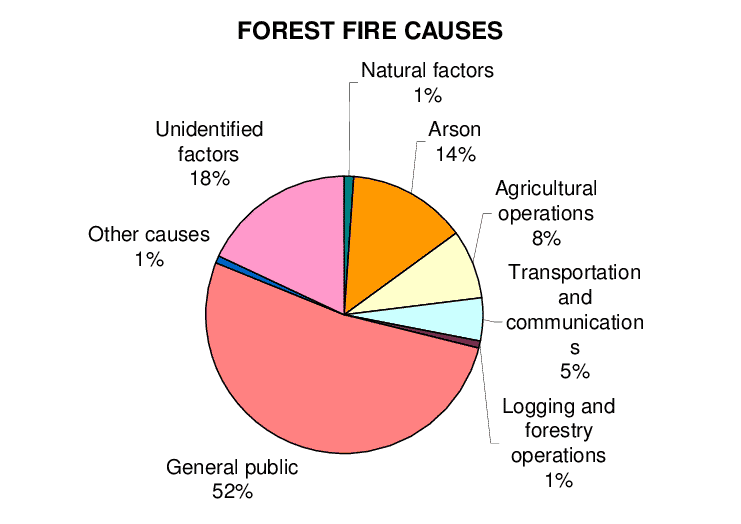 FOREST FIRE CAUSES
Natural factors
1%
Arson
14%
Agricultural
operations
8%
Transportation
and
communication
s
5%
Logging and
forestry
operations
1%
General public
52%
Other causes
1%
Unidentified
factors
18%